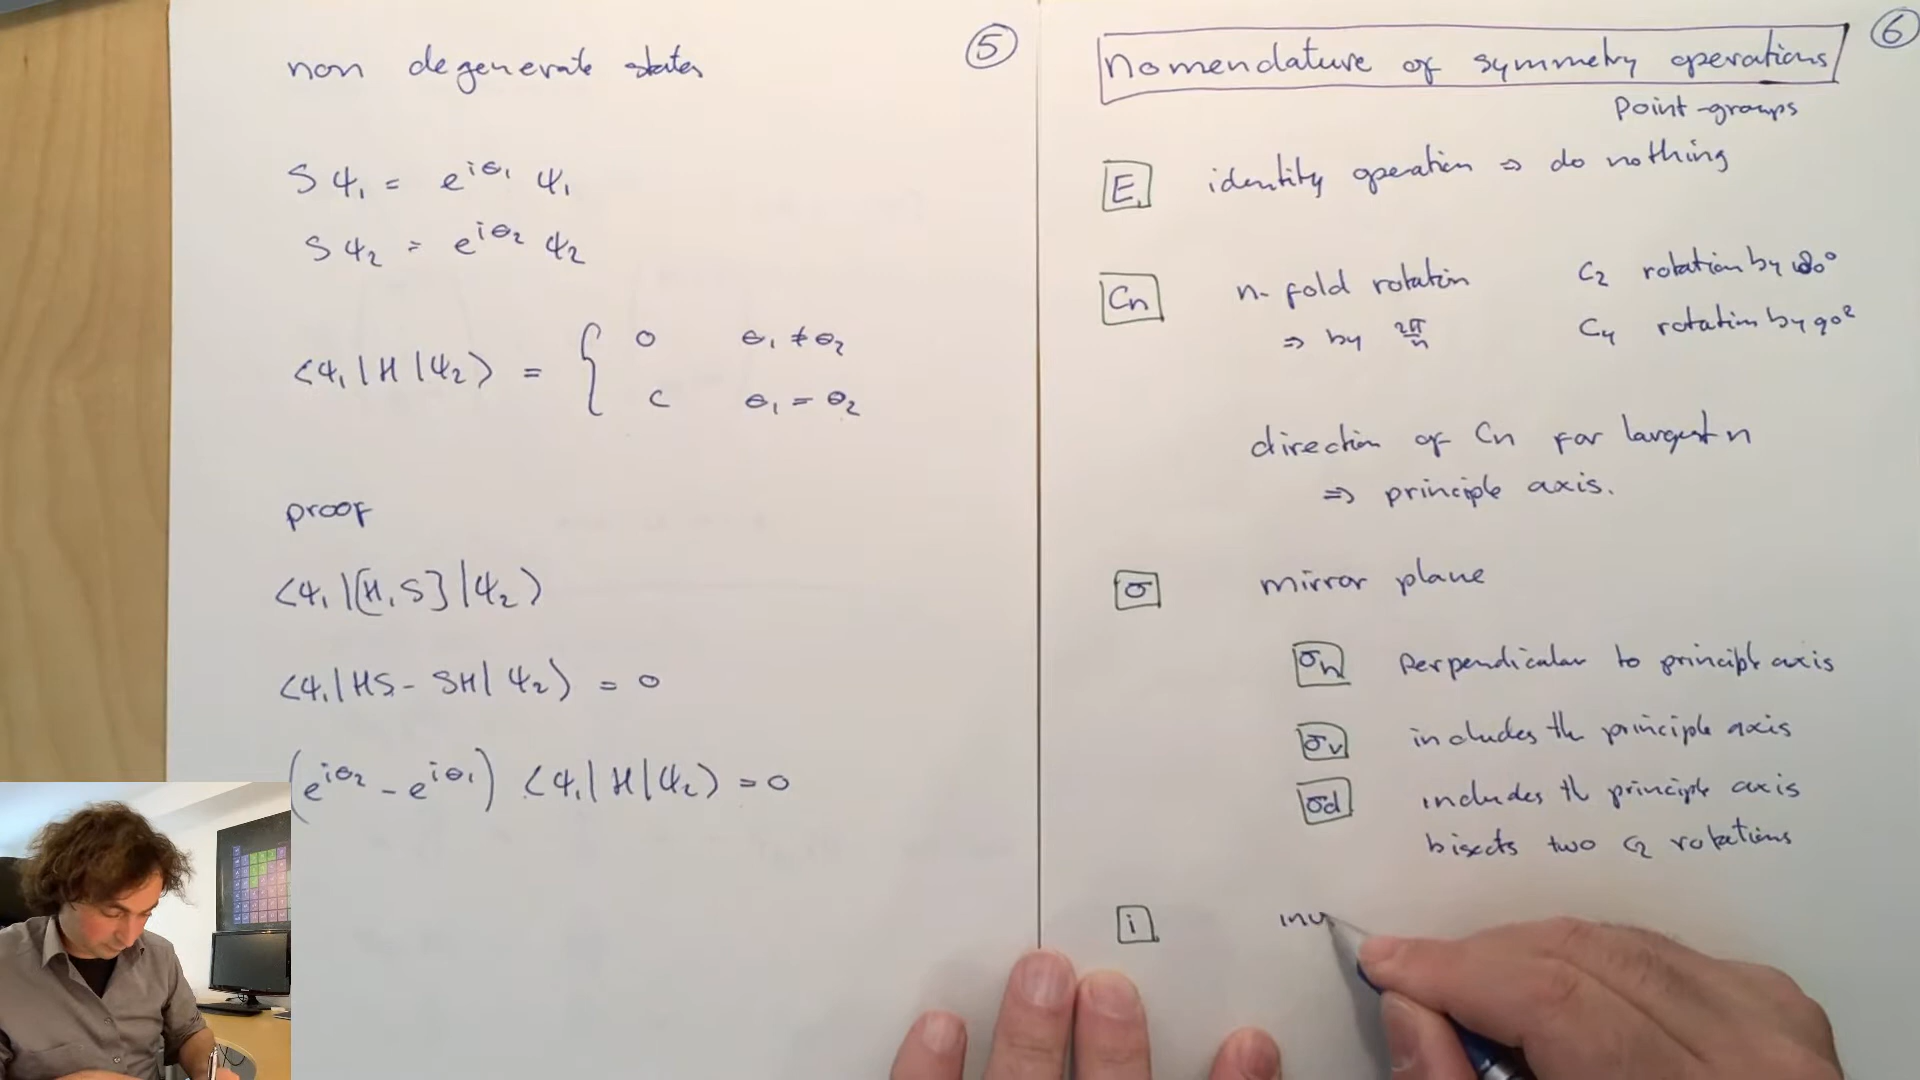 5
non degenerate states
Sψ₁ = e^{iθ₁} ψ₁
Sψ₂ = e^{iθ₂} ψ₂
⟨ψ₁|H|ψ₂⟩ = { 0 θ₁ ≠ θ₂
c θ₁ = θ₂
proof
⟨ψ₁|[H,S]|ψ₂⟩
⟨ψ₁|HS - SH|ψ₂⟩ = 0
(e^{iθ₂} - e^{iθ₁}) ⟨ψ₁|H|ψ₂⟩ = 0
6
nomenclature of symmetry operations
point-groups
E identity operation ⇒ do nothing
Cn n-fold rotation C₂ rotation by 180°
⇒ by 2π/n C₄ rotation by 90°
direction of Cn for largest n
⇒ principle axis.
σ mirror plane
σh perpendicular to principle axis
σv includes the principle axis
σd includes the principle axis
bisects two C₂ rotations
i inv